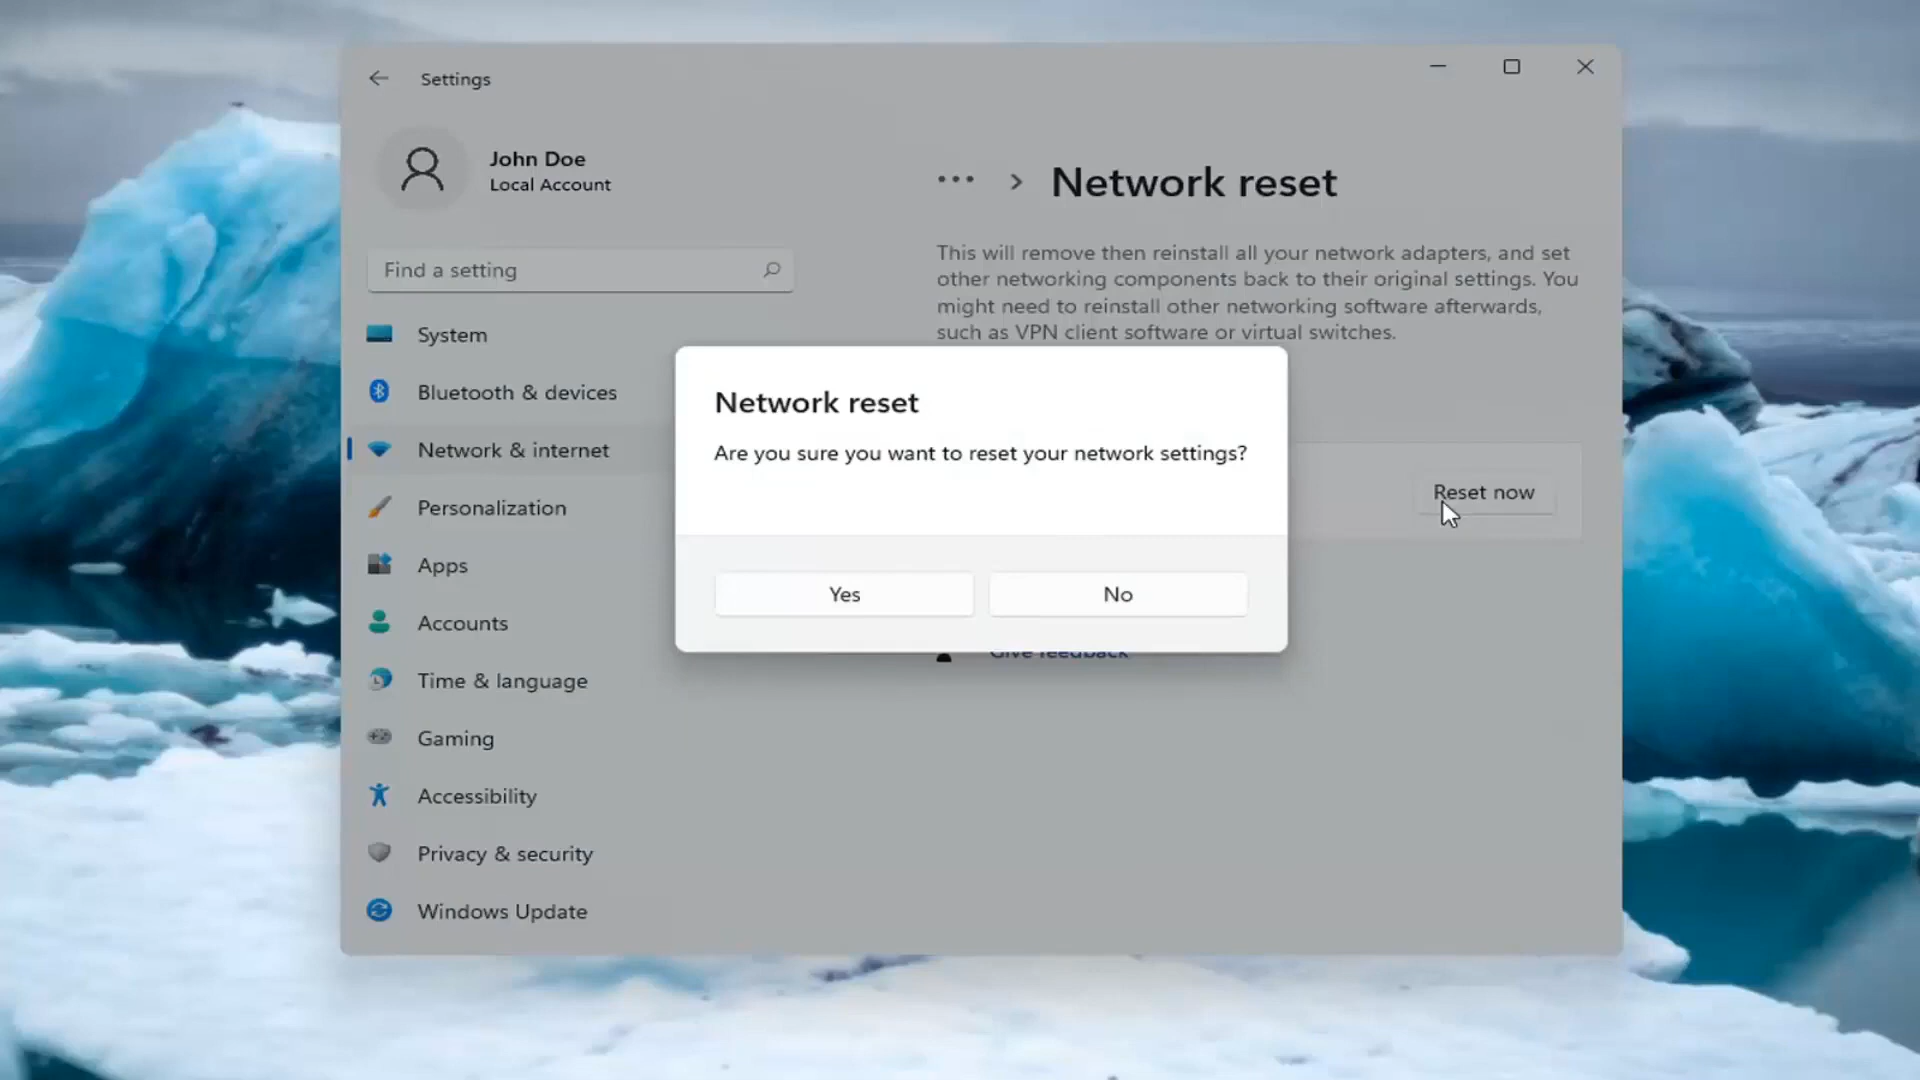 Settings
John Doe
Local Account
Find a setting
System
Bluetooth & devices
Network & internet
Personalization
Apps
Accounts
Time & language
Gaming
Accessibility
Privacy & security
Windows Update
Network reset
This will remove then reinstall all your network adapters, and set
other networking components back to their original settings. You
might need to reinstall other networking software afterwards,
such as VPN client software or virtual switches.
Reset now
Network reset
Are you sure you want to reset your network settings?
Yes
No
Give feedback